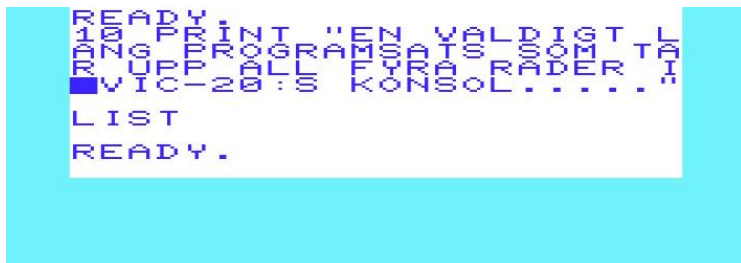 READY.
10 PRINT "EN VALDIGT L
ANG PROGRAMSATS SOM TA
R UPP ALL FYRA RADER I
VIC-20:S KONSOL....."
LIST
READY.